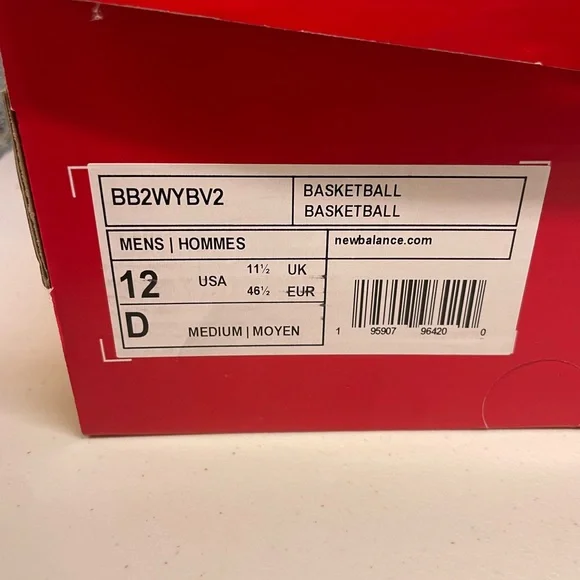 BB2WYBV2
BASKETBALL
BASKETBALL
MENS | HOMMES
newbalance.com
12 USA 11½ UK
46½ EUR
D MEDIUM | MOYEN
1 95907 96420 0